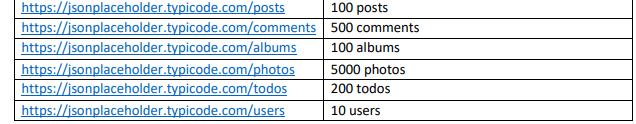 https://jsonplaceholder.typicode.com/posts 100 posts
https://jsonplaceholder.typicode.com/comments 500 comments
https://jsonplaceholder.typicode.com/albums 100 albums
https://jsonplaceholder.typicode.com/photos 5000 photos
https://jsonplaceholder.typicode.com/todos 200 todos
https://jsonplaceholder.typicode.com/users 10 users